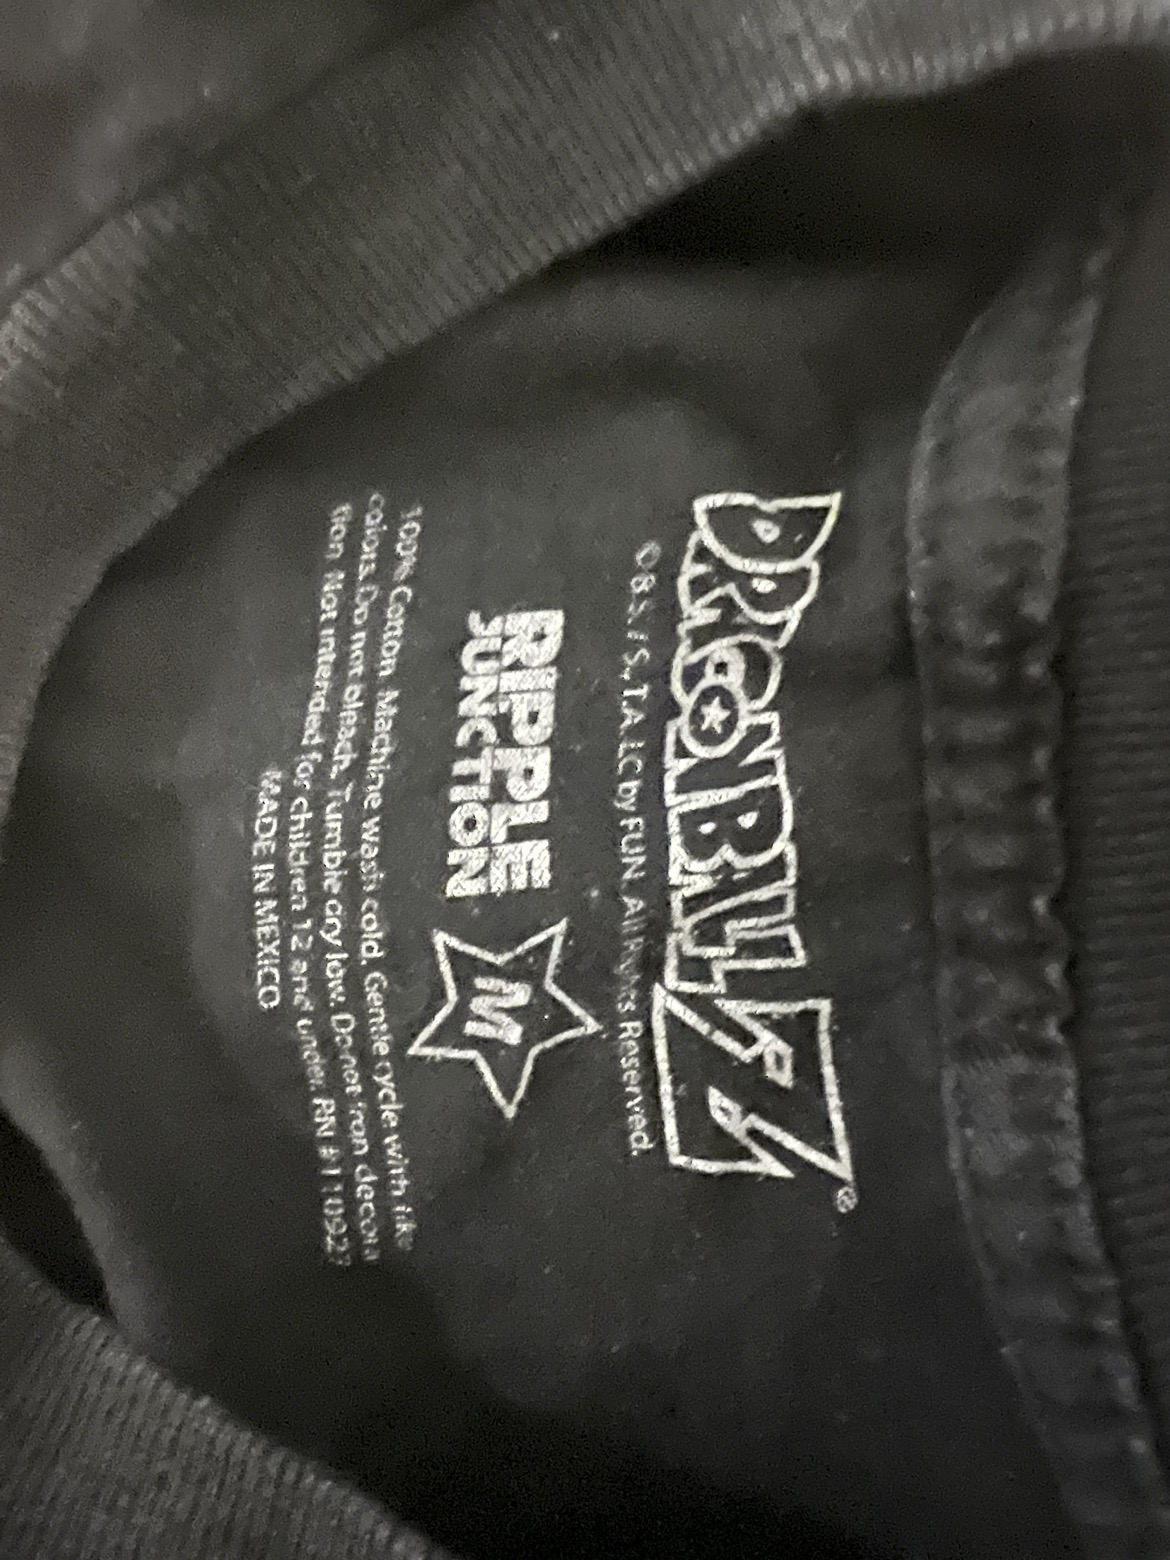 DRAGONBALL Z®
© B.S./S., T.A. LIC by FUN. All Rights Reserved.
RIPPLE
JUNCTION
M
100% Cotton. Machine wash cold. Gentle cycle with like
colors. Do not bleach. Tumble dry low. Do not iron decora
tion. Not intended for children 12 and under. RN #110922
MADE IN MEXICO